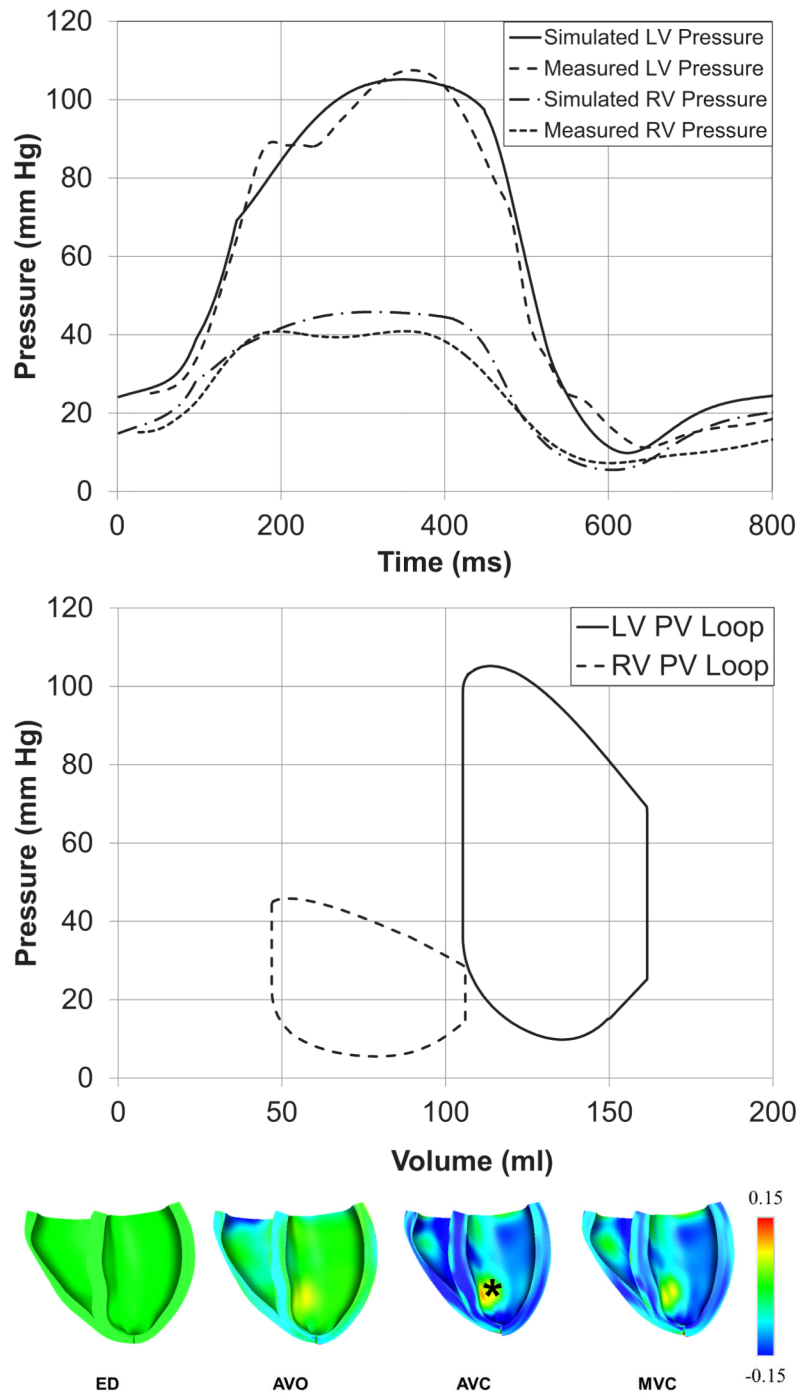 120
100
80
60
40
20
0
Pressure (mm Hg)
Simulated LV Pressure
Measured LV Pressure
Simulated RV Pressure
Measured RV Pressure
0 200 400 600 800
Time (ms)
120
100
80
60
40
20
0
Pressure (mm Hg)
LV PV Loop
RV PV Loop
0 50 100 150 200
Volume (ml)
0.15
*
-0.15
ED AVO AVC MVC